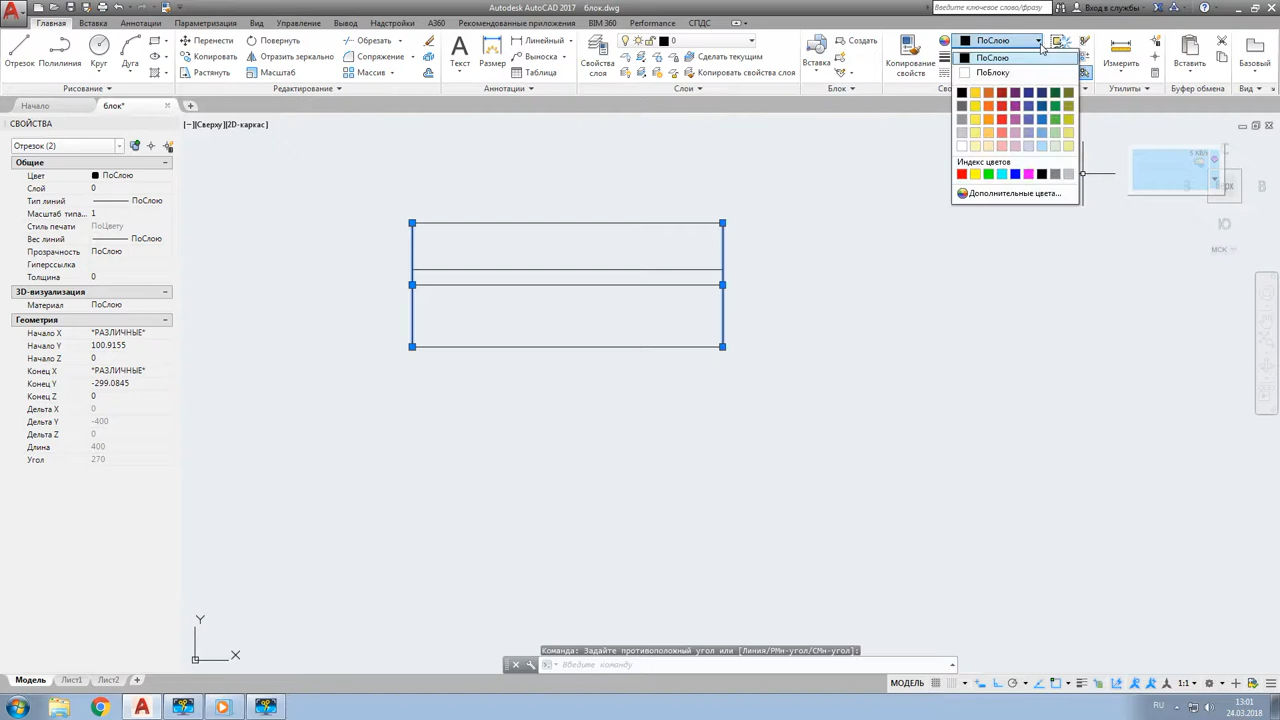 Autodesk AutoCAD 2017 блок.dwg
Введите ключевое слово/фразу
Вход в службы
Главная Вставка Аннотации Параметризация Вид Управление Вывод Надстройки A360 Рекомендованные приложения BIM 360 Performance СПДС
Отрезок Полилиния Круг Дуга
Перенести Повернуть Обрезать
Копировать Зеркально отразить Сопряжение
Растянуть Масштаб Массив
Текст Размер
Линейный
Выноска
Таблица
Свойства слоя
0
Сделать текущим
Копировать свойства слоя
Вставка
Создать
Копирование свойств
ПоСлою
Измерить
Вставить
Базовый
Рисование Редактирование Аннотации Слои Блок Утилиты Буфер обмена Вид
ПоСлою
ПоБлоку
Индекс цветов
Дополнительные цвета...
Начало блок*
СВОЙСТВА
[−][Сверху][2D-каркас]
Отрезок (2)
Общие
Цвет ПоСлою
Слой 0
Тип линий ПоСлою
Масштаб типа... 1
Стиль печати ПоЦвету
Вес линий ПоСлою
Прозрачность ПоСлою
Гиперссылка
Толщина 0
3D-визуализация
Материал ПоСлою
Геометрия
Начало X *РАЗЛИЧНЫЕ*
Начало Y 100.9155
Начало Z 0
Конец X *РАЗЛИЧНЫЕ*
Конец Y -299.0845
Конец Z 0
Дельта X 0
Дельта Y -400
Дельта Z 0
Длина 400
Угол 270
В
Ю
МСК
Y
X
Команда: Задайте противоположный угол или [Линия/РМн-угол/СМн-угол]:
Введите команду
Модель Лист1 Лист2
МОДЕЛЬ
1:1
RU
13:01
24.03.2018